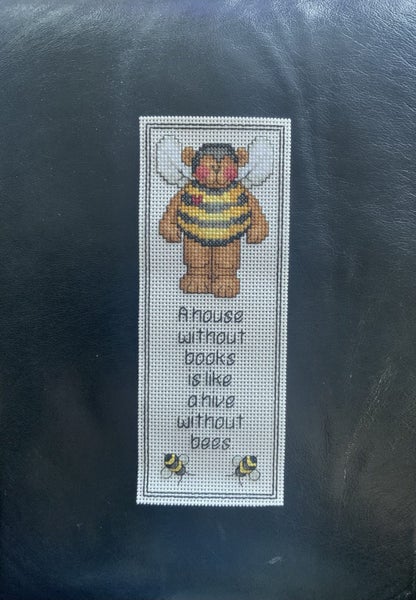 A house
without
books
is like
a hive
without
bees